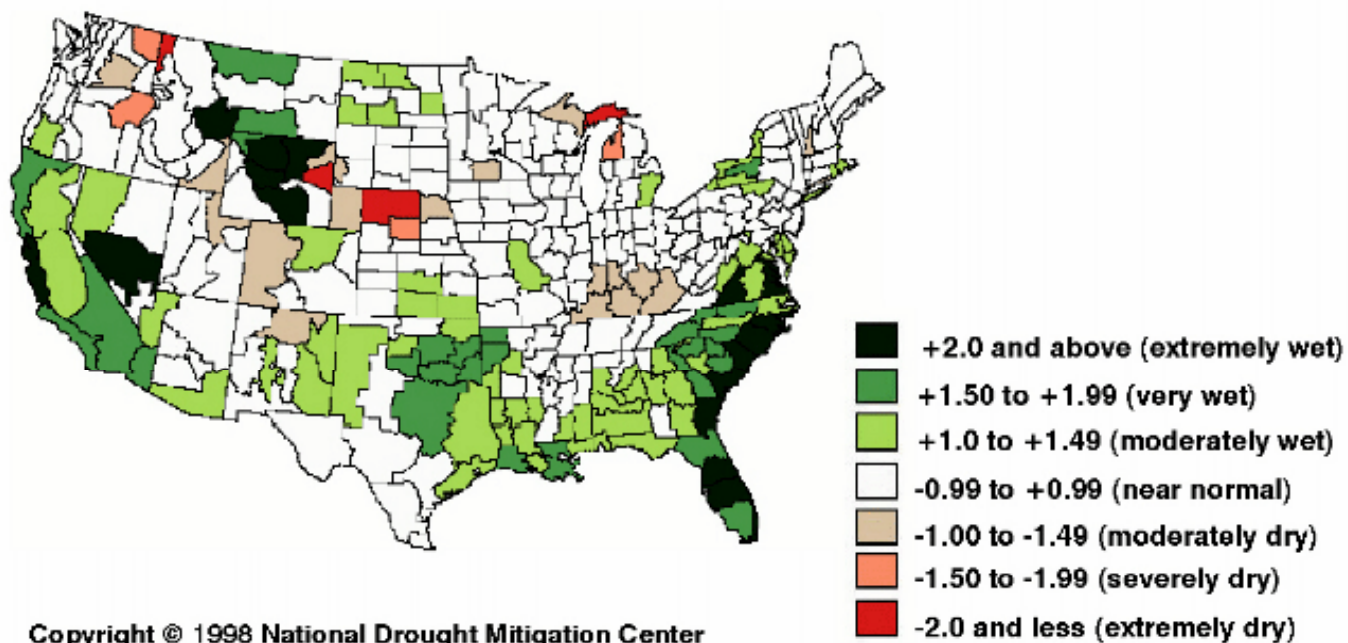 +2.0 and above (extremely wet)
+1.50 to +1.99 (very wet)
+1.0 to +1.49 (moderately wet)
-0.99 to +0.99 (near normal)
-1.00 to -1.49 (moderately dry)
-1.50 to -1.99 (severely dry)
-2.0 and less (extremely dry)
Copyright © 1998 National Drought Mitigation Center